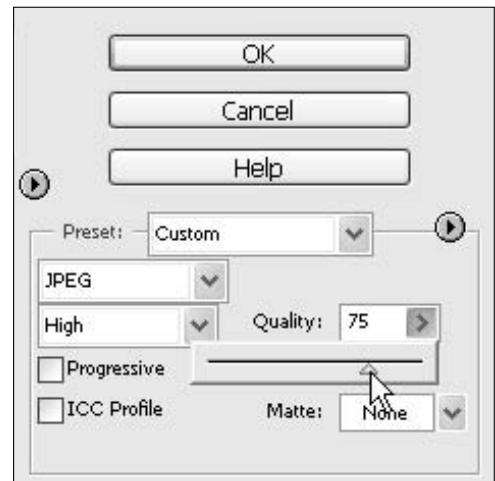 OK
Cancel
Help
Preset: Custom
JPEG
High Quality: 75
Progressive
ICC Profile Matte: None